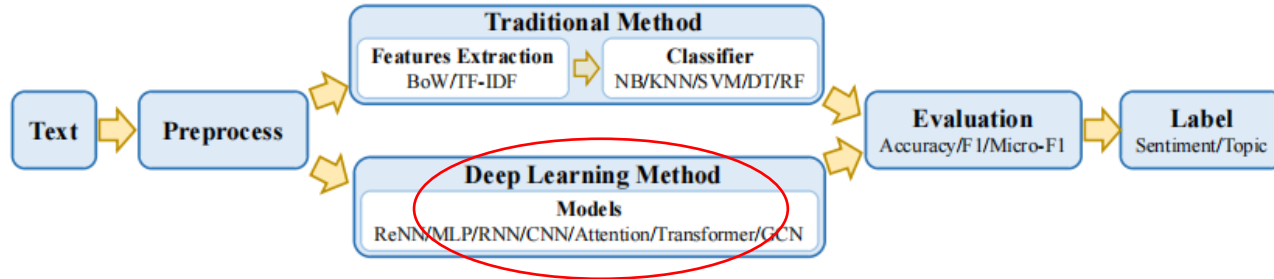 Text
Preprocess
Traditional Method
Features Extraction
BoW/TF-IDF
Classifier
NB/KNN/SVM/DT/RF
Deep Learning Method
Models
ReNN/MLP/RNN/CNN/Attention/Transformer/GCN
Evaluation
Accuracy/F1/Micro-F1
Label
Sentiment/Topic